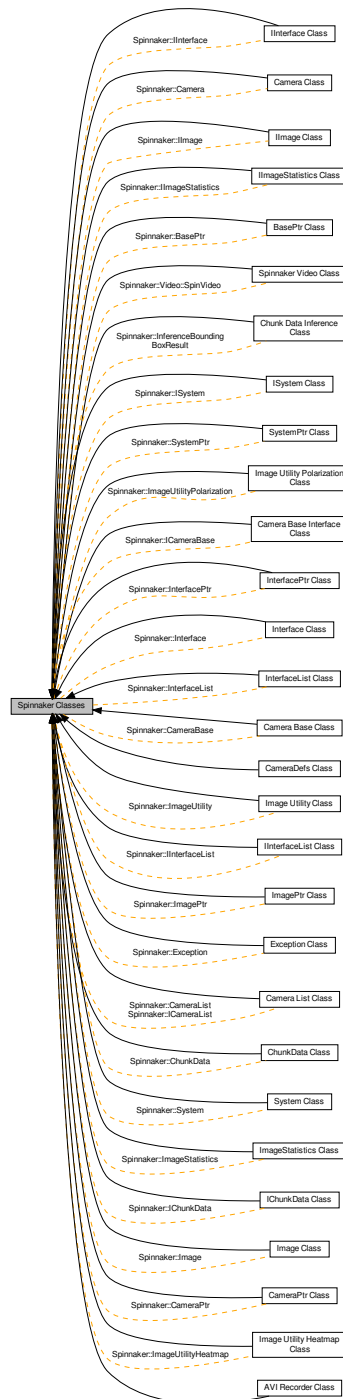 IInterface Class
Spinnaker::IInterface
Camera Class
Spinnaker::Camera
IImage Class
Spinnaker::IImage
IImageStatistics Class
Spinnaker::IImageStatistics
BasePtr Class
Spinnaker::BasePtr
Spinnaker Video Class
Spinnaker::Video::SpinVideo
Chunk Data Inference
Class
Spinnaker::InferenceBounding
BoxResult
ISystem Class
Spinnaker::ISystem
SystemPtr Class
Spinnaker::SystemPtr
Image Utility Polarization
Class
Spinnaker::ImageUtilityPolarization
Camera Base Interface
Class
Spinnaker::ICameraBase
InterfacePtr Class
Spinnaker::InterfacePtr
Interface Class
Spinnaker::Interface
InterfaceList Class
Spinnaker::InterfaceList
Spinnaker Classes
Camera Base Class
Spinnaker::CameraBase
CameraDefs Class
Image Utility Class
Spinnaker::ImageUtility
IInterfaceList Class
Spinnaker::IInterfaceList
ImagePtr Class
Spinnaker::ImagePtr
Exception Class
Spinnaker::Exception
Camera List Class
Spinnaker::CameraList
Spinnaker::ICameraList
ChunkData Class
Spinnaker::ChunkData
System Class
Spinnaker::System
ImageStatistics Class
Spinnaker::ImageStatistics
IChunkData Class
Spinnaker::IChunkData
Image Class
Spinnaker::Image
CameraPtr Class
Spinnaker::CameraPtr
Image Utility Heatmap
Class
Spinnaker::ImageUtilityHeatmap
AVI Recorder Class